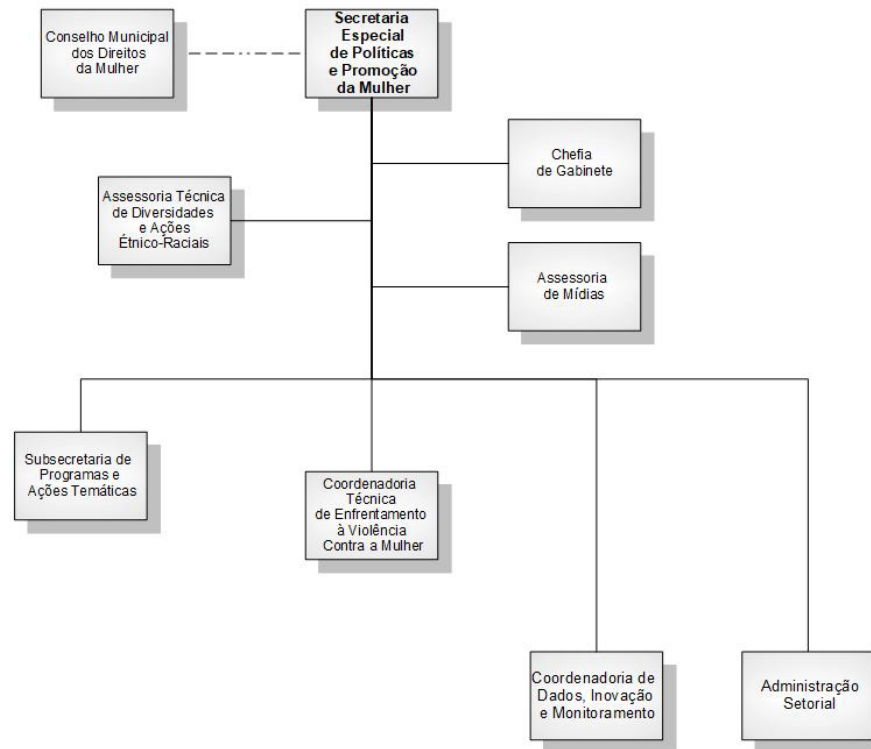 Conselho Municipal
dos Direitos
da Mulher
Secretaria
Especial
de Políticas
e Promoção
da Mulher
Chefia
de Gabinete
Assessoria Técnica
de Diversidades
e Ações
Étnico-Raciais
Assessoria
de Mídias
Subsecretaria de
Programas e
Ações Temáticas
Coordenadoria
Técnica
de Enfrentamento
à Violência
Contra a Mulher
Coordenadoria de
Dados, Inovação
e Monitoramento
Administração
Setorial